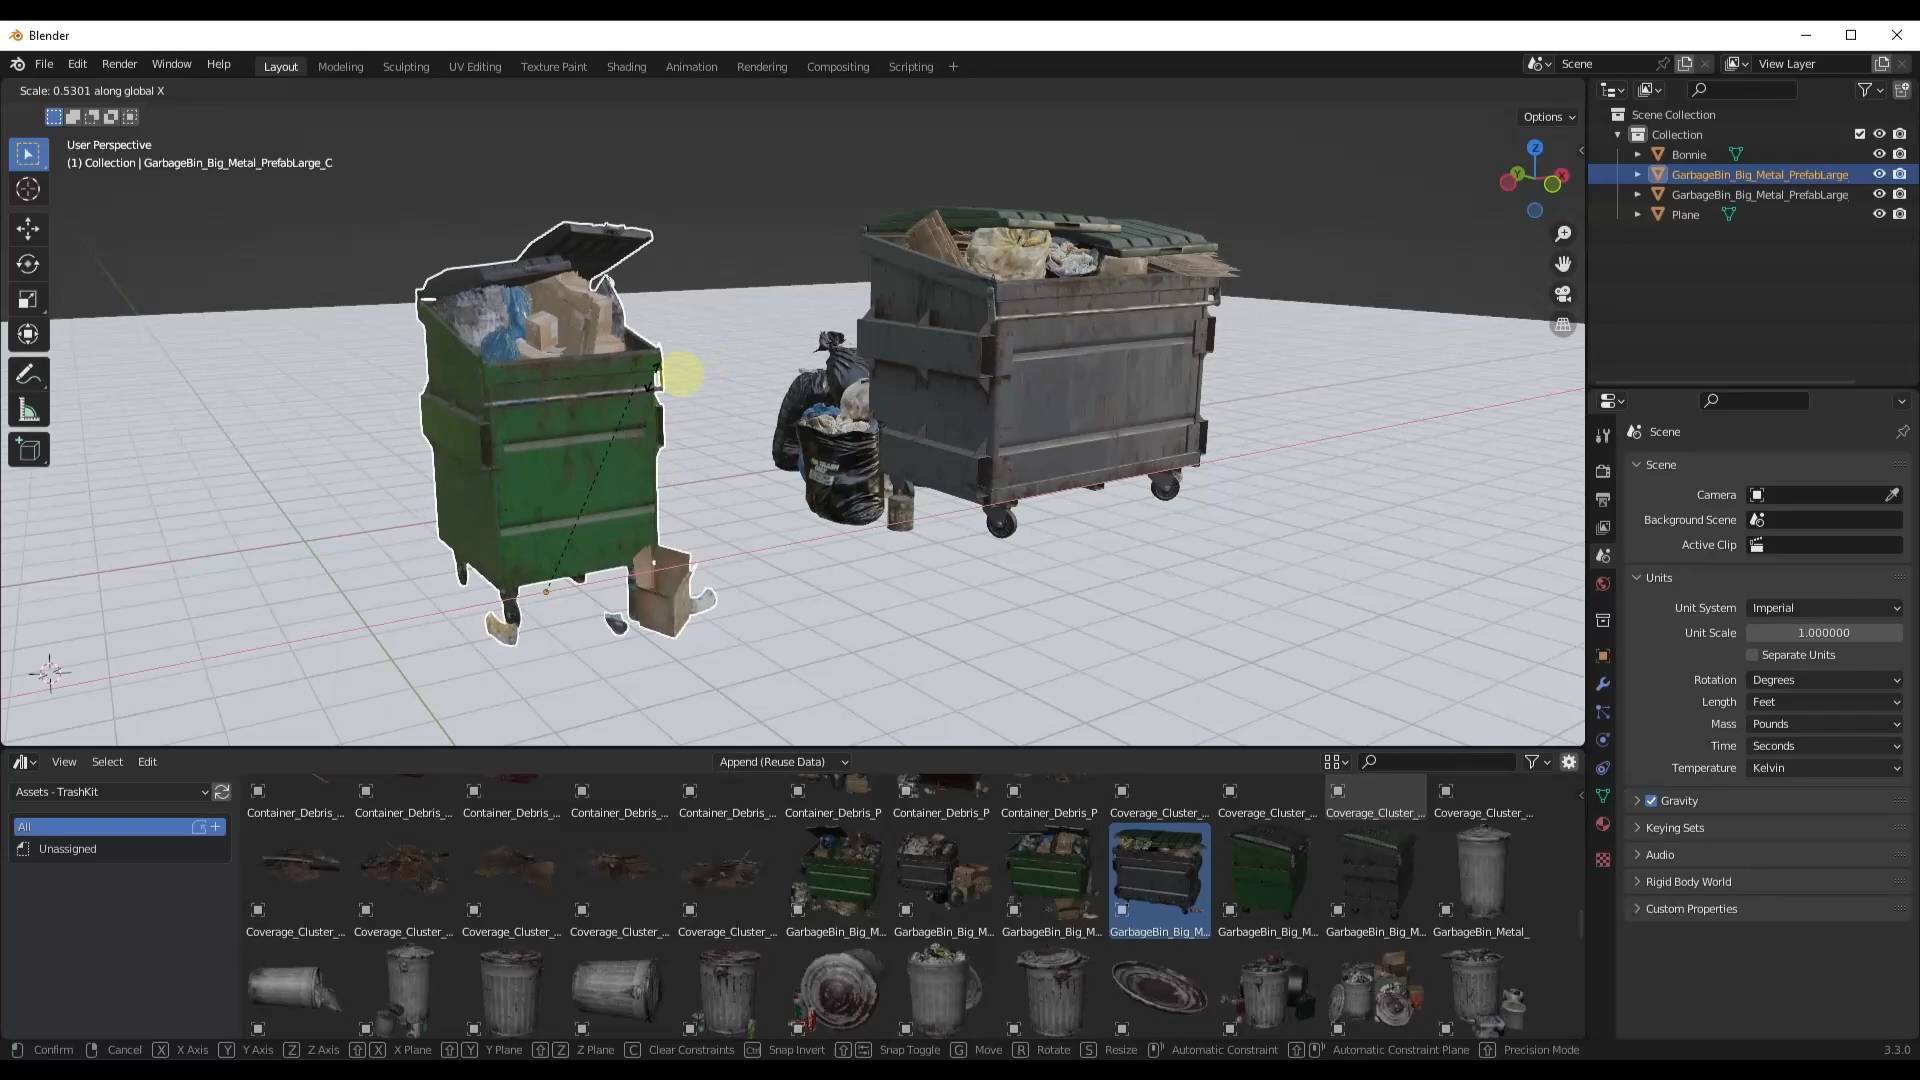 Blender
File Edit Render Window Help Layout Modeling Sculpting UV Editing Texture Paint Shading Animation Rendering Compositing Scripting + Scene View Layer
Scale: 0.5301 along global X
Options
User Perspective
(1) Collection | GarbageBin_Big_Metal_PrefabLarge_C
X
Y
Z
Scene Collection
Collection
Bonnie
GarbageBin_Big_Metal_PrefabLarge
GarbageBin_Big_Metal_PrefabLarge
Plane
Scene
Scene
Camera
Background Scene
Active Clip
Units
Unit System Imperial
Unit Scale 1.000000
Separate Units
Rotation Degrees
Length Feet
Mass Pounds
Time Seconds
Temperature Kelvin
Gravity
Keying Sets
Audio
Rigid Body World
Custom Properties
View Select Edit Append (Reuse Data)
Assets - TrashKit
All
Unassigned
Container_Debris_... Container_Debris_... Container_Debris_... Container_Debris_... Container_Debris_... Container_Debris_P Container_Debris_P Container_Debris_P Coverage_Cluster_... Coverage_Cluster_... Coverage_Cluster_... Coverage_Cluster_...
Coverage_Cluster_... Coverage_Cluster_... Coverage_Cluster_... Coverage_Cluster_... Coverage_Cluster_... GarbageBin_Big_M... GarbageBin_Big_M... GarbageBin_Big_M... GarbageBin_Big_M... GarbageBin_Big_M... GarbageBin_Big_M... GarbageBin_Metal_
Confirm Cancel X X Axis Y Y Axis Z Z Axis X X Plane Y Y Plane Z Z Plane C Clear Constraints Ctrl Snap Invert Snap Toggle G Move R Rotate S Resize Automatic Constraint Automatic Constraint Plane Precision Mode 3.3.0